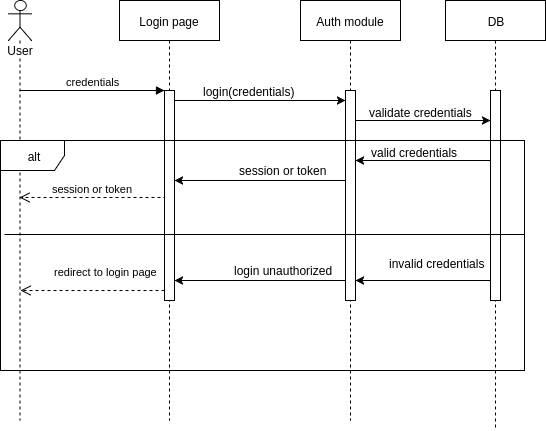 Login page
Auth module
DB
User
credentials
login(credentials)
validate credentials
alt
valid credentials
session or token
session or token
invalid credentials
login unauthorized
redirect to login page